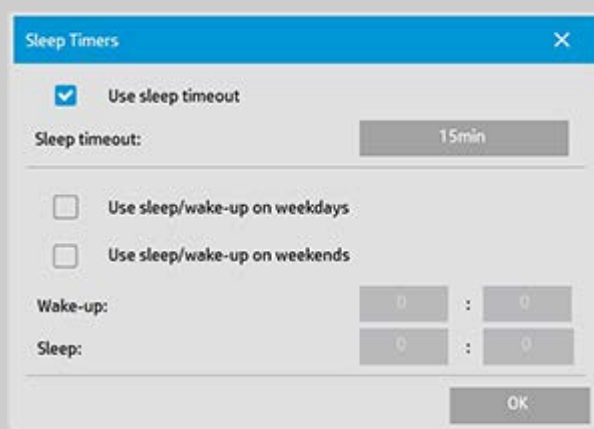 Sleep Timers
Use sleep timeout
Sleep timeout: 15min
Use sleep/wake-up on weekdays
Use sleep/wake-up on weekends
Wake-up: 0 : 0
Sleep: 0 : 0
OK